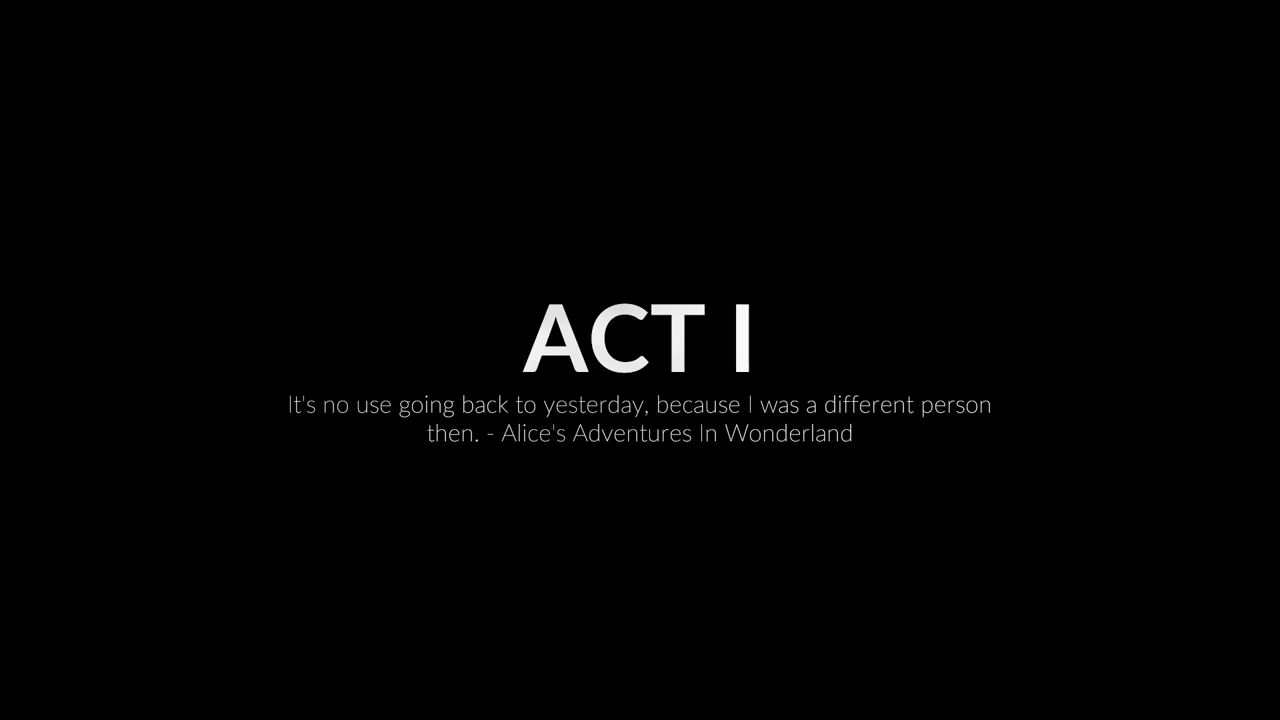 ACT I
It's no use going back to yesterday, because I was a different person
then. - Alice's Adventures In Wonderland